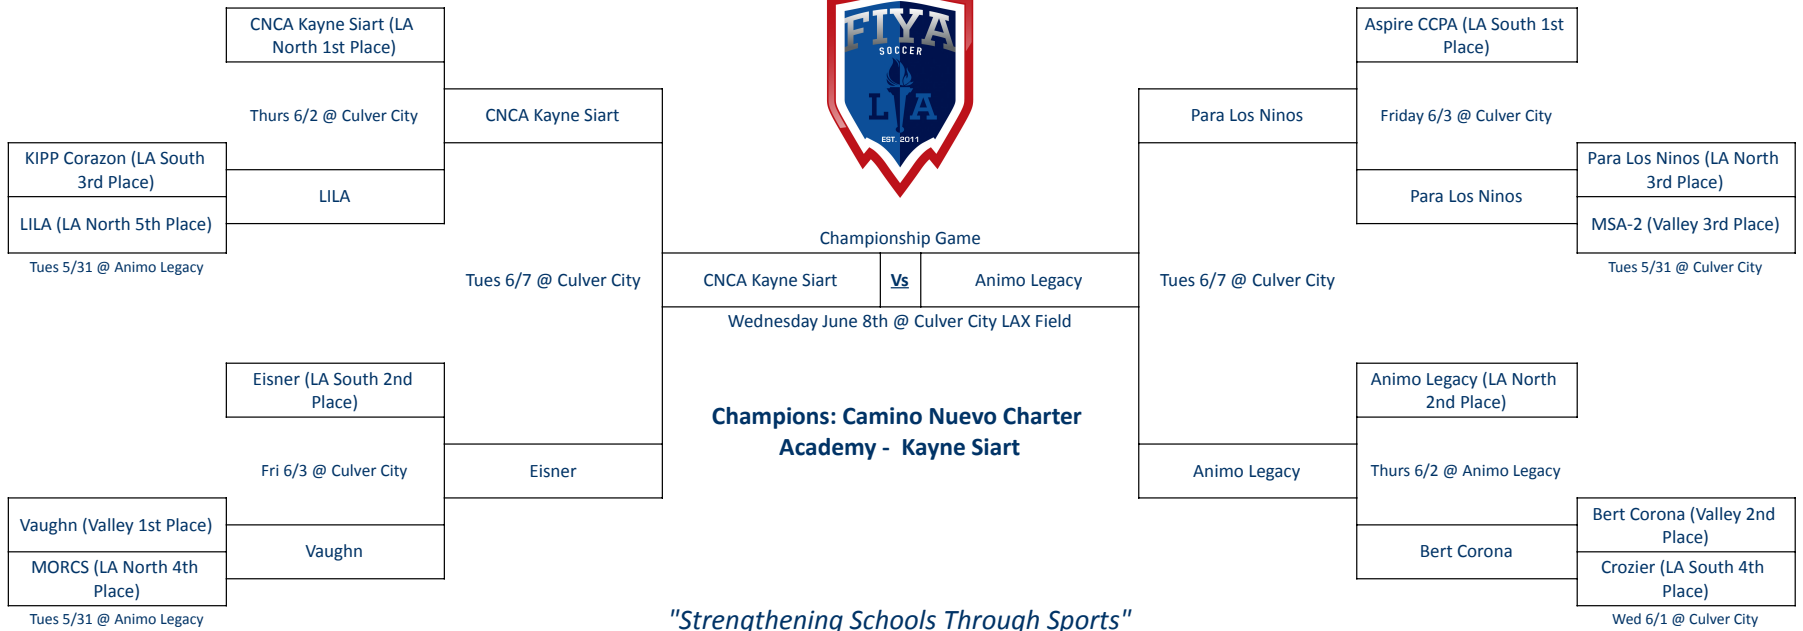 CNCA Kayne Siart (LA
North 1st Place)
Thurs 6/2 @ Culver City
CNCA Kayne Siart
KIPP Corazon (LA South
3rd Place)
LILA
LILA (LA North 5th Place)
Tues 5/31 @ Animo Legacy
Tues 6/7 @ Culver City
Eisner (LA South 2nd
Place)
Fri 6/3 @ Culver City
Eisner
Vaughn (Valley 1st Place)
Vaughn
MORCS (LA North 4th
Place)
Tues 5/31 @ Animo Legacy
FIYA
SOCCER
LA
EST. 2011
Championship Game
CNCA Kayne Siart
Vs
Animo Legacy
Wednesday June 8th @ Culver City LAX Field
Champions: Camino Nuevo Charter
Academy - Kayne Siart
"Strengthening Schools Through Sports"
Aspire CCPA (LA South 1st
Place)
Para Los Ninos
Friday 6/3 @ Culver City
Para Los Ninos (LA North
3rd Place)
Para Los Ninos
MSA-2 (Valley 3rd Place)
Tues 5/31 @ Culver City
Tues 6/7 @ Culver City
Animo Legacy (LA North
2nd Place)
Animo Legacy
Thurs 6/2 @ Animo Legacy
Bert Corona (Valley 2nd
Place)
Bert Corona
Crozier (LA South 4th
Place)
Wed 6/1 @ Culver City